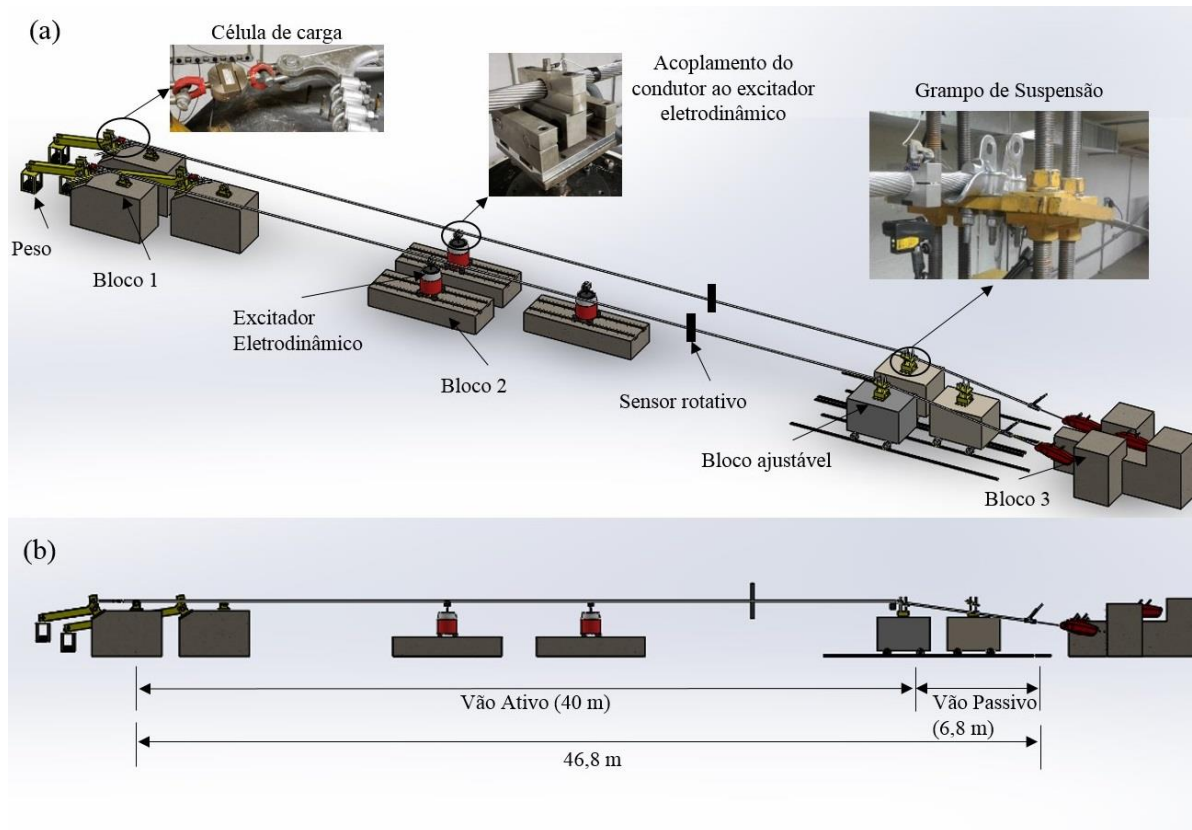 (a)
Célula de carga
Acoplamento do
condutor ao excitador
eletrodinâmico
Grampo de Suspensão
Peso
Bloco 1
Excitador
Eletrodinâmico
Bloco 2
Sensor rotativo
Bloco ajustável
Bloco 3
(b)
Vão Ativo (40 m)
Vão Passivo
(6,8 m)
46,8 m